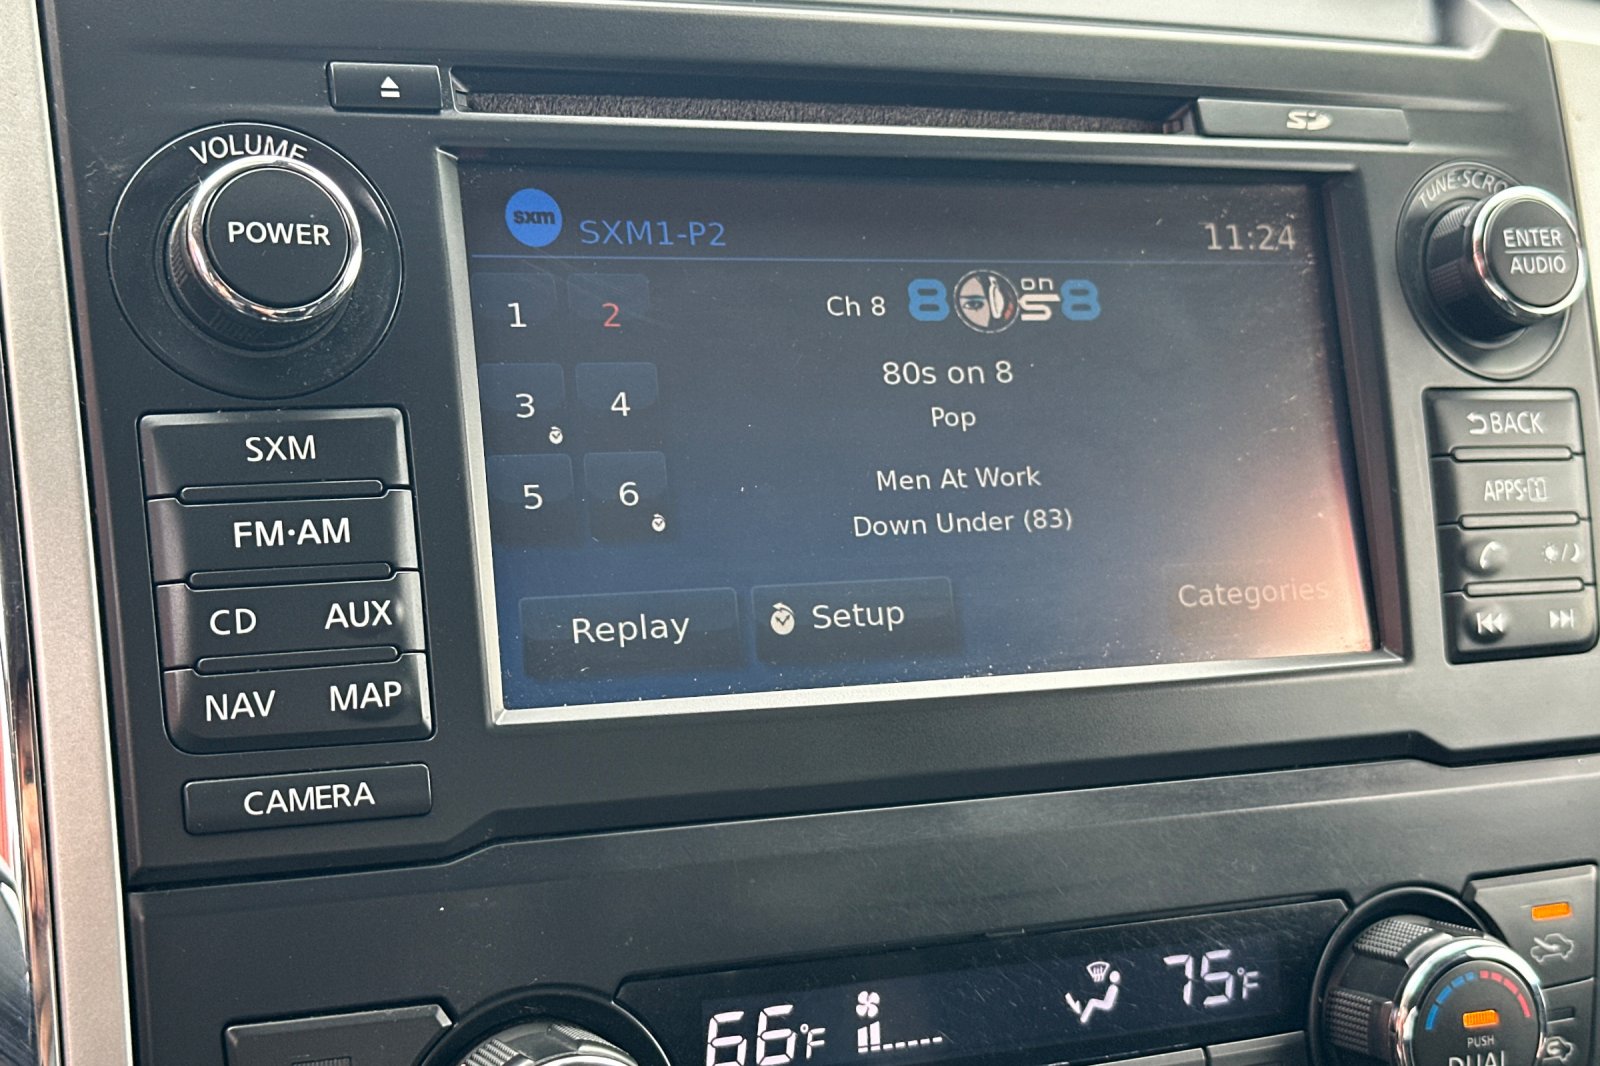 VOLUME
POWER
SXM
FM·AM
CD AUX
NAV MAP
CAMERA
SD
sxm SXM1-P2 11:24
1 2
3 4
5 6
Ch 8 8 on 8
80s on 8
Pop
Men At Work
Down Under (83)
Replay Setup Categories
TUNE·SCRO
ENTER
AUDIO
BACK
APPS·i
66°F 75°F
PUSH
DUAL